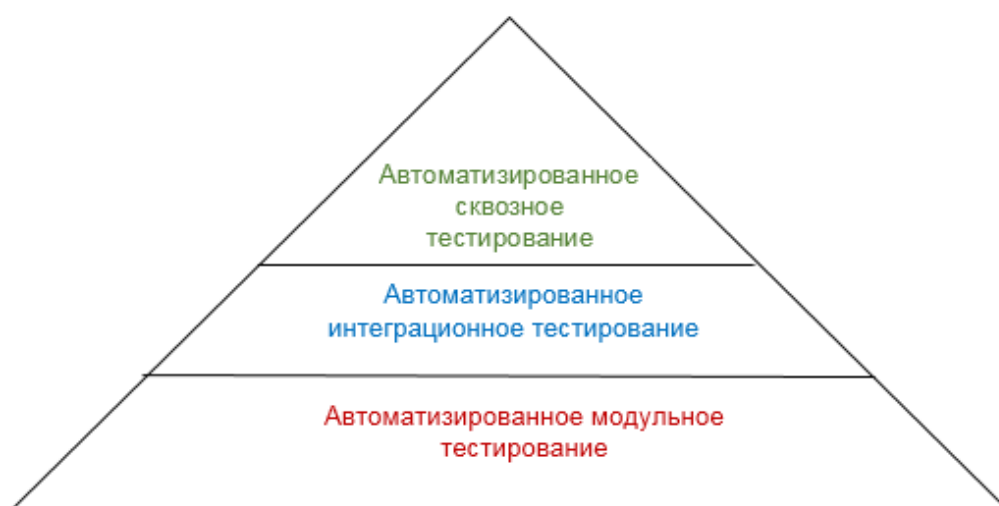 Автоматизированное
сквозное
тестирование
Автоматизированное
интеграционное тестирование
Автоматизированное модульное
тестирование